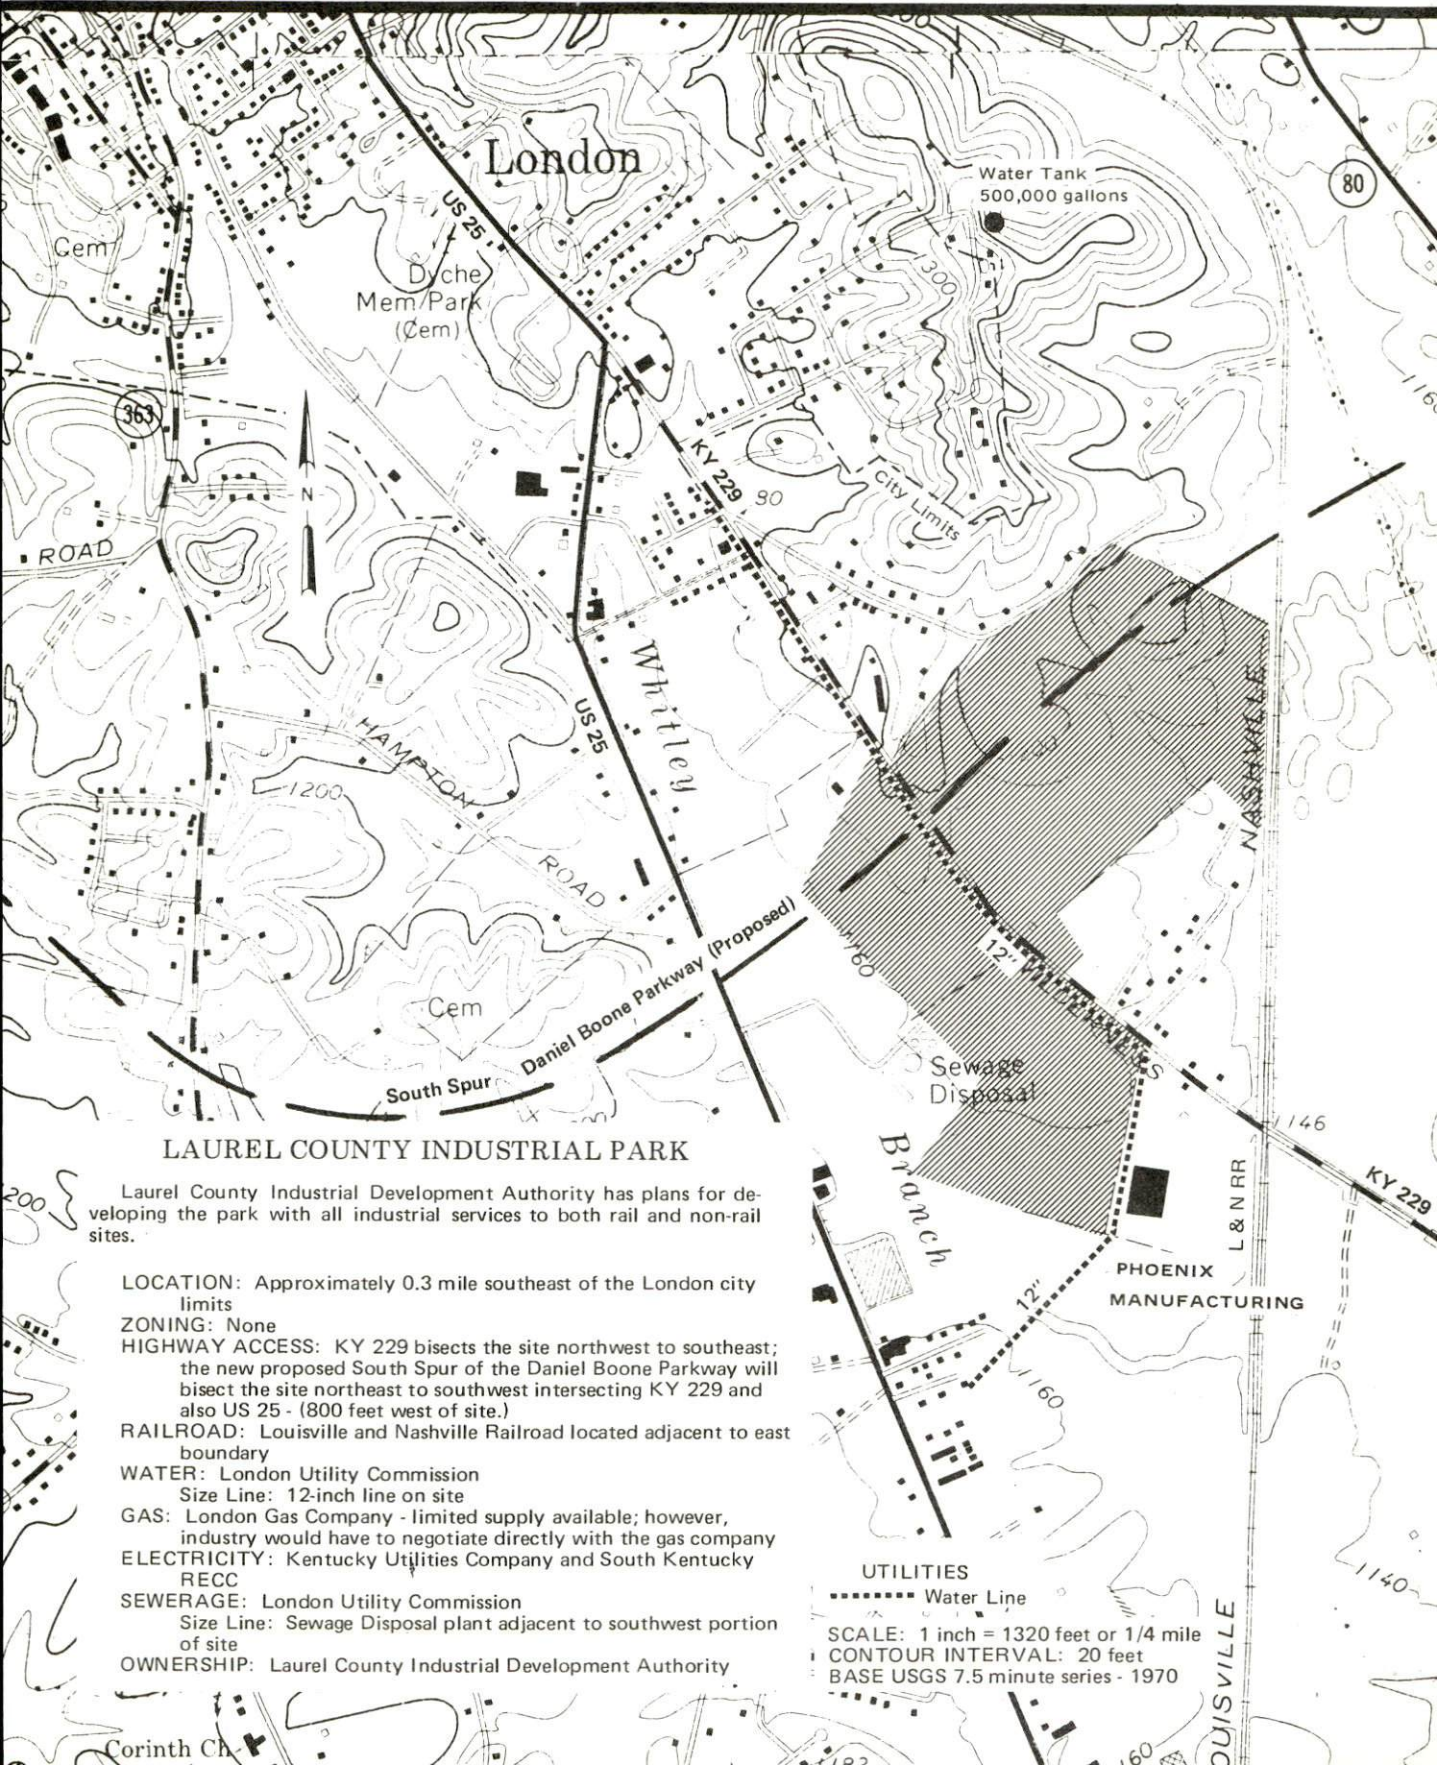 London
Water Tank
500,000 gallons
80
US 25
Cem
Dyche
Mem Park
(Cem)
1300
1160
363
N
KY 229
80
City Limits
ROAD
Whitley
US 25
HAMPTON
1200
ROAD
NASHVILLE
12"
WILDERNESS
1160
Cem
South Spur Daniel Boone Parkway (Proposed)
Sewage
Disposal
1146
Branch
L & N RR
KY 229
PHOENIX
MANUFACTURING
12"
1160
1140
LAUREL COUNTY INDUSTRIAL PARK
Laurel County Industrial Development Authority has plans for de-
veloping the park with all industrial services to both rail and non-rail
sites.
LOCATION: Approximately 0.3 mile southeast of the London city
limits
ZONING: None
HIGHWAY ACCESS: KY 229 bisects the site northwest to southeast;
the new proposed South Spur of the Daniel Boone Parkway will
bisect the site northeast to southwest intersecting KY 229 and
also US 25 - (800 feet west of site.)
RAILROAD: Louisville and Nashville Railroad located adjacent to east
boundary
WATER: London Utility Commission
Size Line: 12-inch line on site
GAS: London Gas Company - limited supply available; however,
industry would have to negotiate directly with the gas company
ELECTRICITY: Kentucky Utilities Company and South Kentucky
RECC
SEWERAGE: London Utility Commission
Size Line: Sewage Disposal plant adjacent to southwest portion
of site
OWNERSHIP: Laurel County Industrial Development Authority
UTILITIES
Water Line
SCALE: 1 inch = 1320 feet or 1/4 mile
CONTOUR INTERVAL: 20 feet
BASE USGS 7.5 minute series - 1970
OUISVILLE
Corinth Ch